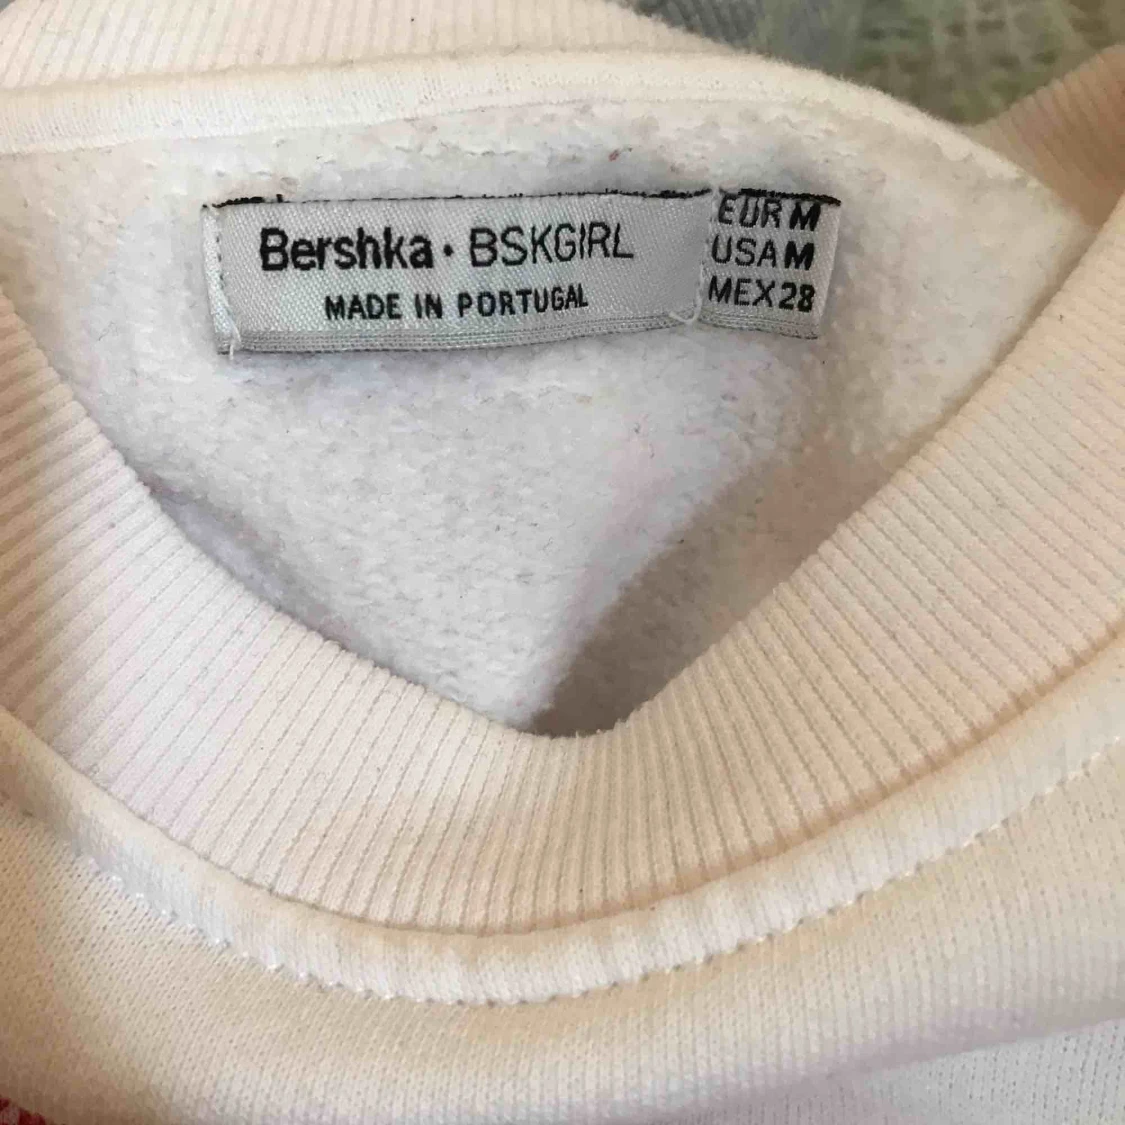 Bershka • BSKGIRL
MADE IN PORTUGAL
EUR M
USA M
MEX 28